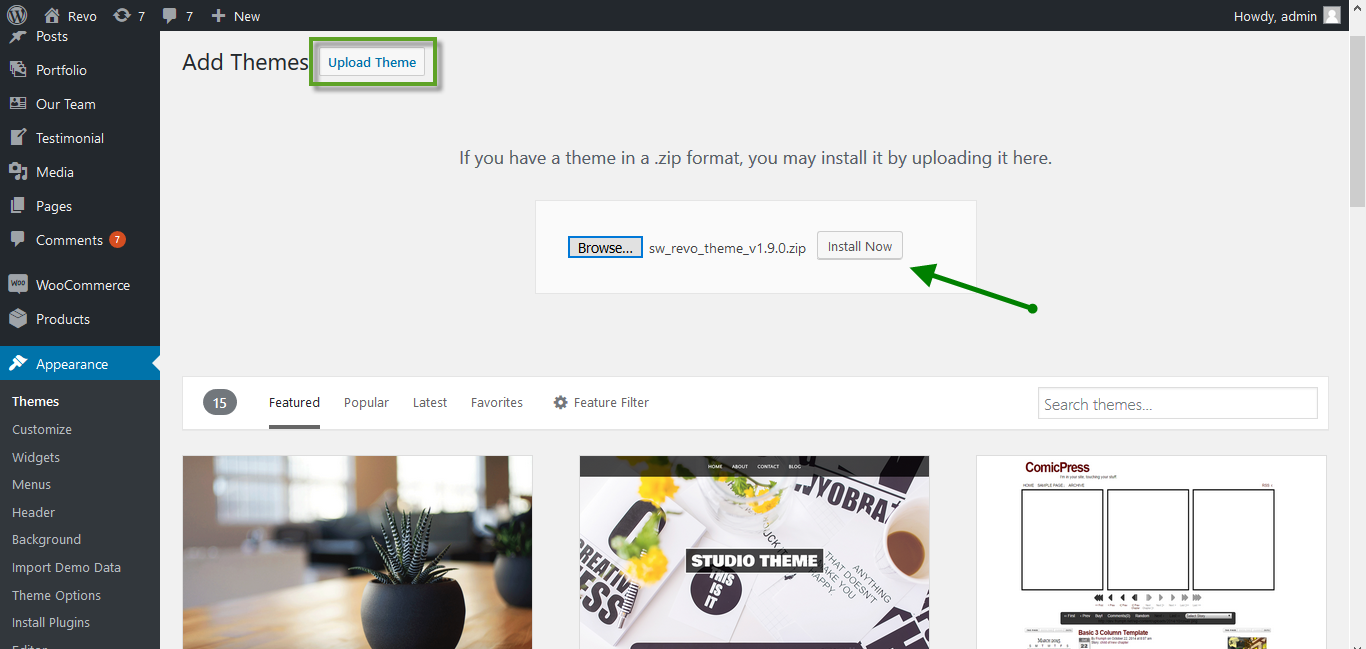 Revo 7 7 New Howdy, admin
Posts
Portfolio
Our Team
Testimonial
Media
Pages
Comments 7
WooCommerce
Products
Appearance
Themes
Customize
Widgets
Menus
Header
Background
Import Demo Data
Theme Options
Install Plugins
Add Themes Upload Theme
If you have a theme in a .zip format, you may install it by uploading it here.
Browse... sw_revo_theme_v1.9.0.zip Install Now
15 Featured Popular Latest Favorites Feature Filter Search themes...
HOME ABOUT CONTACT BLOG
STUDIO THEME
THIS
IS IT
ANYTHING
THAT DOESN'T
MAKE YOU
HAPPY.
ComicPress
HOME SAMPLE PAGE ARCHIVE
Basic 3 Column Template